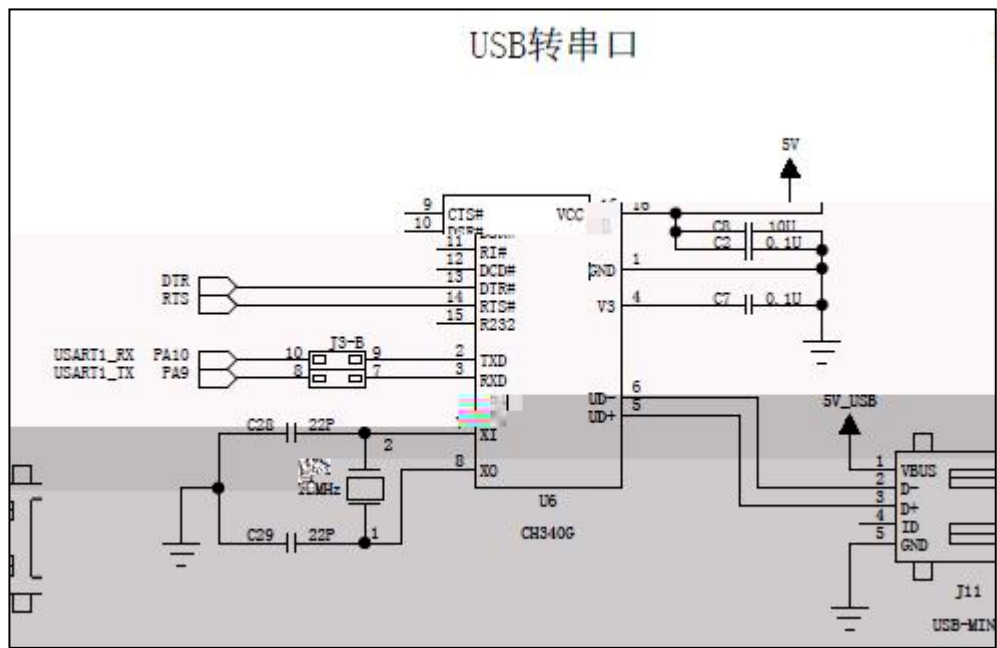 USB转串口
5V
9 CTS# VCC 16
10
C8 10U
C2 0.1U
11 RI#
12 DCD# GND 1
DTR 13 DTR#
RTS 14 RTS# V3 4 C7 0.1U
15 R232
J3-B
USART1_RX PA10 10 9 2 TXD
USART1_TX PA9 8 7 3 RXD
UD- 6
UD+ 5
5V_USB
C28 22P 2 XI
8 XO
1 VBUS
2 D-
3 D+
4 ID
5 GND
C29 22P 1
U6
CH340G
J11
USB-MIN